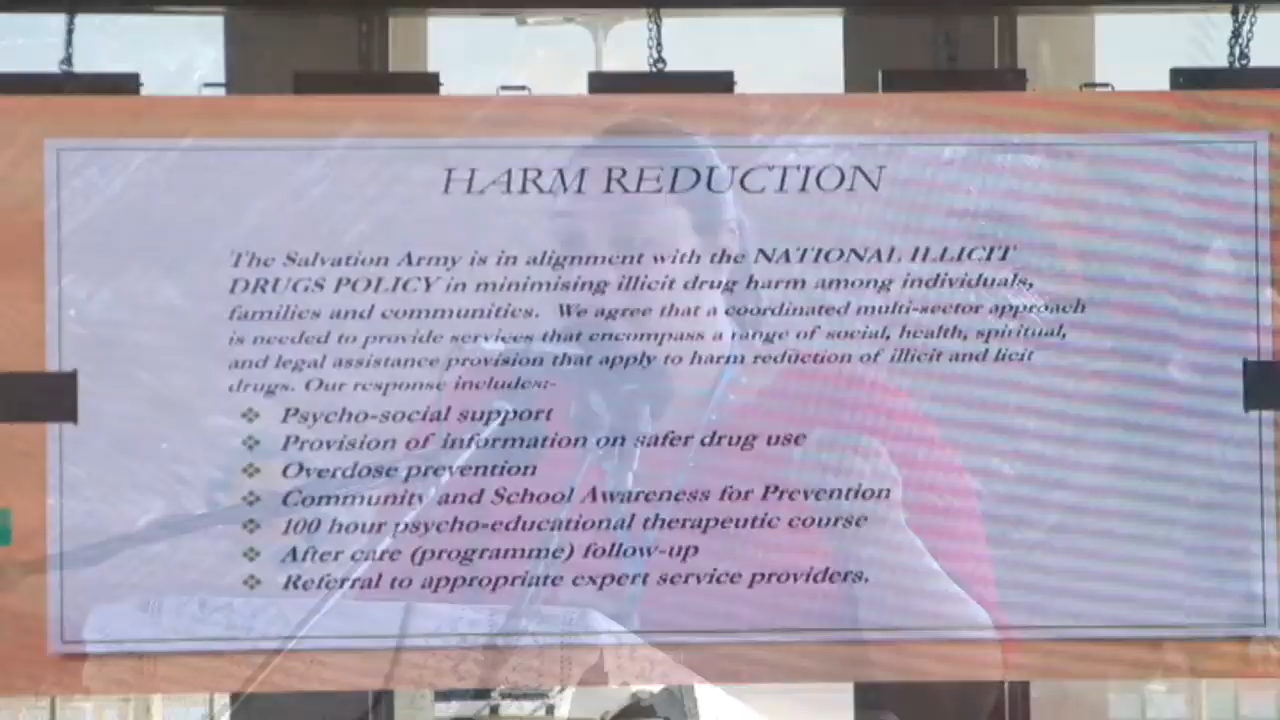 HARM REDUCTION
The Salvation Army is in alignment with the NATIONAL ILLICIT
DRUGS POLICY in minimising illicit drug harm among individuals,
families and communities. We agree that a coordinated multi-sector approach
is needed to provide services that encompass a range of social, health, spiritual,
and legal assistance provision that apply to harm reduction of illicit and licit
drugs. Our response includes:-
❖ Psycho-social support
❖ Provision of information on safer drug use
❖ Overdose prevention
❖ Community and School Awareness for Prevention
❖ 100 hour psycho-educational therapeutic course
❖ After care (programme) follow-up
❖ Referral to appropriate expert service providers.